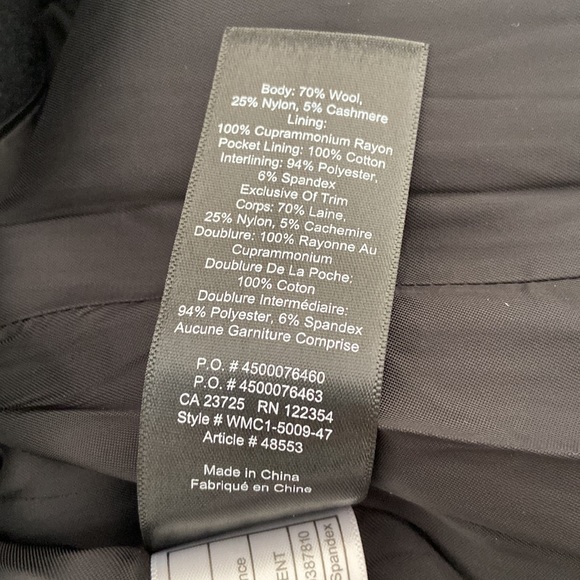 Body: 70% Wool,
25% Nylon, 5% Cashmere
Lining:
100% Cuprammonium Rayon
Pocket Lining: 100% Cotton
Interlining: 94% Polyester,
6% Spandex
Exclusive Of Trim
Corps: 70% Laine,
25% Nylon, 5% Cachemire
Doublure: 100% Rayonne Au
Cuprammonium
Doublure De La Poche:
100% Coton
Doublure Intermédiaire:
94% Polyester, 6% Spandex
Aucune Garniture Comprise
P.O. # 4500076460
P.O. # 4500076463
CA 23725 RN 122354
Style # WMC1-5009-47
Article # 48553
Made in China
Fabriqué en Chine
Spandex